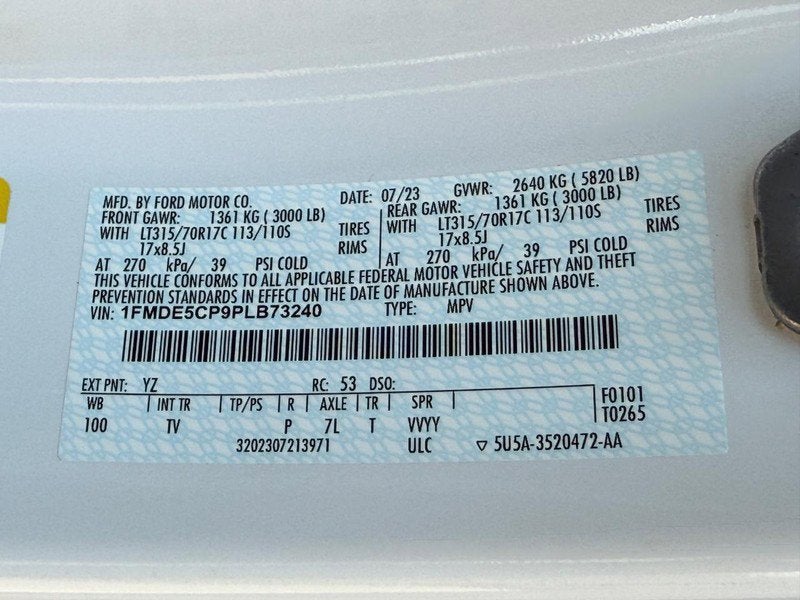 MFD. BY FORD MOTOR CO. DATE: 07/23 GVWR: 2640 KG ( 5820 LB)
FRONT GAWR: 1361 KG ( 3000 LB) REAR GAWR: 1361 KG ( 3000 LB)
WITH LT315/70R17C 113/110S TIRES WITH LT315/70R17C 113/110S TIRES
17x8.5J RIMS 17x8.5J RIMS
AT 270 kPa/ 39 PSI COLD AT 270 kPa/ 39 PSI COLD
THIS VEHICLE CONFORMS TO ALL APPLICABLE FEDERAL MOTOR VEHICLE SAFETY AND THEFT
PREVENTION STANDARDS IN EFFECT ON THE DATE OF MANUFACTURE SHOWN ABOVE.
VIN: 1FMDE5CP9PLB73240 TYPE: MPV
EXT PNT: YZ RC: 53 DSO:
WB | INT TR | TP/PS | R | AXLE | TR | SPR | F0101
100 TV P 7L T VVYY T0265
3202307213971 ULC ▽ 5U5A-3520472-AA